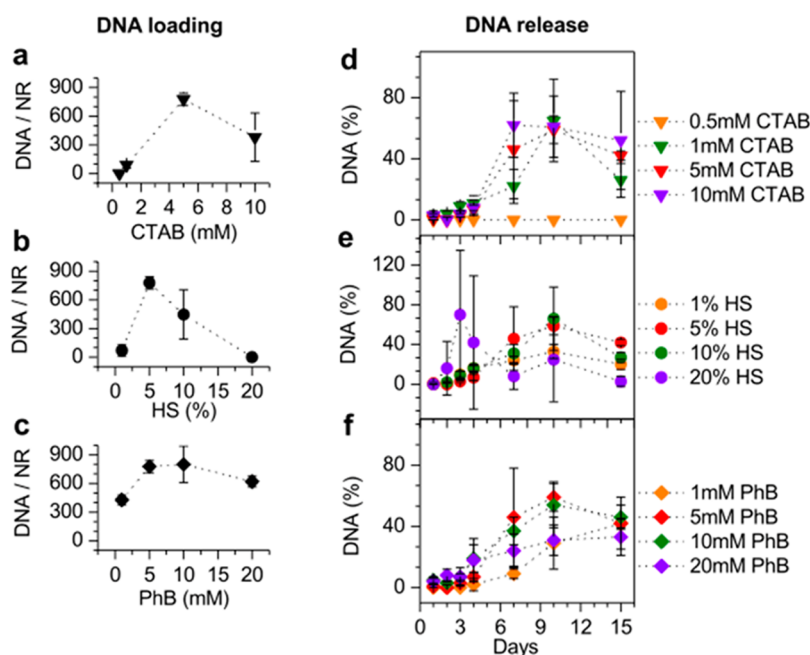 DNA loading
a
DNA / NR
900
600
300
0
0 2 4 6 8 10
CTAB (mM)
b
DNA / NR
900
600
300
0
0 5 10 15 20
HS (%)
c
DNA / NR
900
600
300
0
0 5 10 15 20
PhB (mM)
DNA release
d
DNA (%)
80
40
0
0.5mM CTAB
1mM CTAB
5mM CTAB
10mM CTAB
e
DNA (%)
120
80
40
0
1% HS
5% HS
10% HS
20% HS
f
DNA (%)
80
40
0
0 3 6 9 12 15
Days
1mM PhB
5mM PhB
10mM PhB
20mM PhB